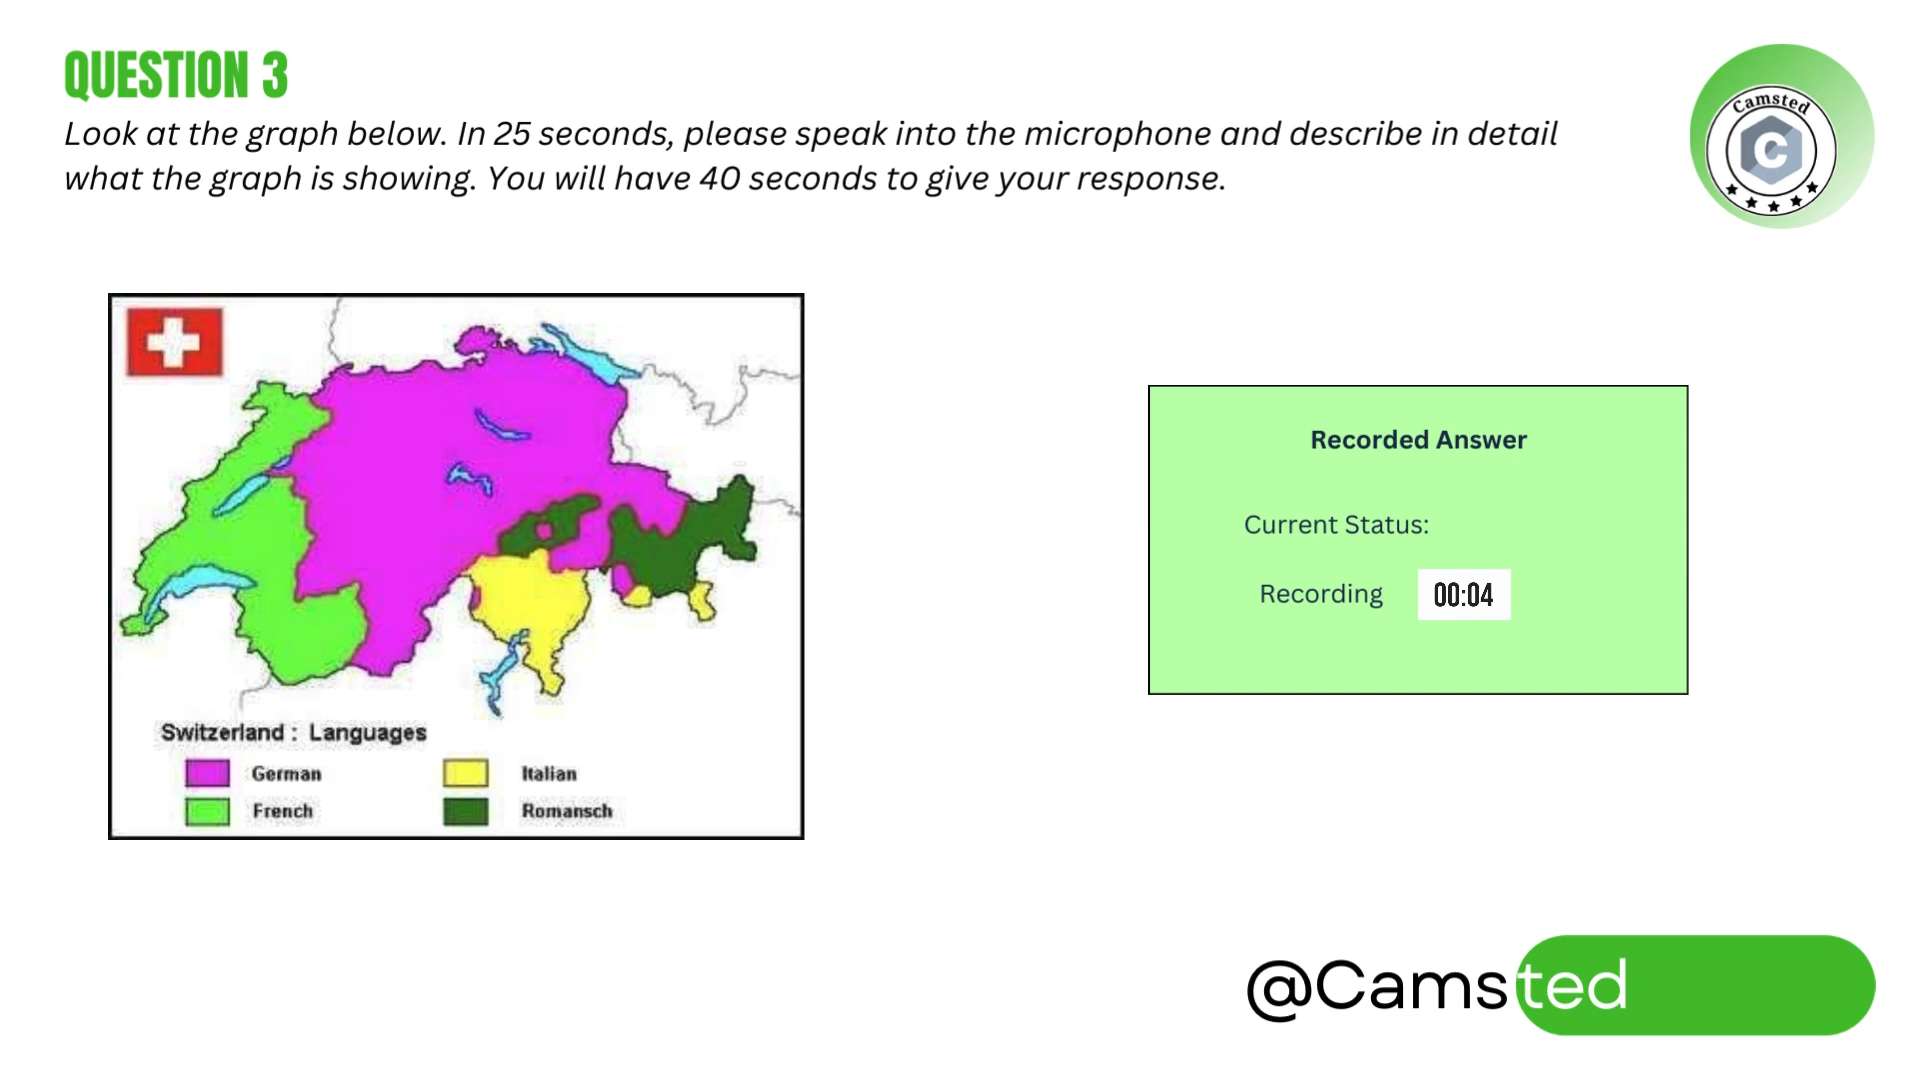 QUESTION 3
Look at the graph below. In 25 seconds, please speak into the microphone and describe in detail
what the graph is showing. You will have 40 seconds to give your response.
Camsted
C
Switzerland : Languages
German
Italian
French
Romansch
Recorded Answer
Current Status:
Recording
00:04
@Camsted